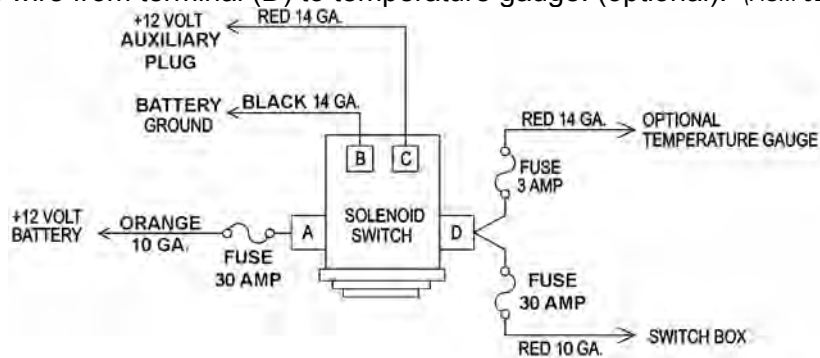 wire from terminal (D) to temperature gauge. (optional).
+12 VOLT
AUXILIARY
PLUG
RED 14 GA.
BATTERY
GROUND
BLACK 14 GA.
B
C
RED 14 GA.
OPTIONAL
TEMPERATURE GAUGE
FUSE
3 AMP
+12 VOLT
BATTERY
ORANGE
10 GA.
FUSE
30 AMP
A
SOLENOID
SWITCH
D
FUSE
30 AMP
RED 10 GA.
SWITCH BOX